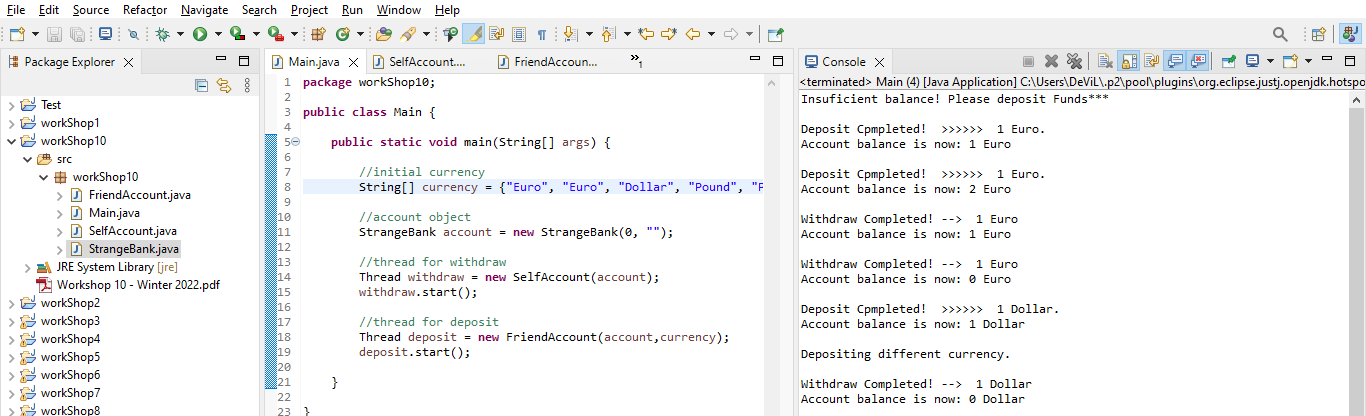 File Edit Source Refactor Navigate Search Project Run Window Help
Package Explorer
Test
workShop1
workShop10
src
workShop10
FriendAccount.java
Main.java
SelfAccount.java
StrangeBank.java
JRE System Library [jre]
Workshop 10 - Winter 2022.pdf
workShop2
workShop3
workShop4
workShop5
workShop6
workShop7
workShop8
Main.java SelfAccount.... FriendAccoun... »1
1 package workShop10;
2
3 public class Main {
4
5 public static void main(String[] args) {
6
7 //initial currency
8 String[] currency = {"Euro", "Euro", "Dollar", "Pound", "P
9
10 //account object
11 StrangeBank account = new StrangeBank(0, "");
12
13 //thread for withdraw
14 Thread withdraw = new SelfAccount(account);
15 withdraw.start();
16
17 //thread for deposit
18 Thread deposit = new FriendAccount(account,currency);
19 deposit.start();
20
21 }
22
23 }
Console
<terminated> Main (4) [Java Application] C:\Users\DeViL\.p2\pool\plugins\org.eclipse.justj.openjdk.hotspo
Insuficient balance! Please deposit Funds***
Deposit Cpmpleted! >>>>>> 1 Euro.
Account balance is now: 1 Euro
Deposit Cpmpleted! >>>>>> 1 Euro.
Account balance is now: 2 Euro
Withdraw Completed! --> 1 Euro
Account balance is now: 1 Euro
Withdraw Completed! --> 1 Euro
Account balance is now: 0 Euro
Deposit Cpmpleted! >>>>>> 1 Dollar.
Account balance is now: 1 Dollar
Depositing different currency.
Withdraw Completed! --> 1 Dollar
Account balance is now: 0 Dollar